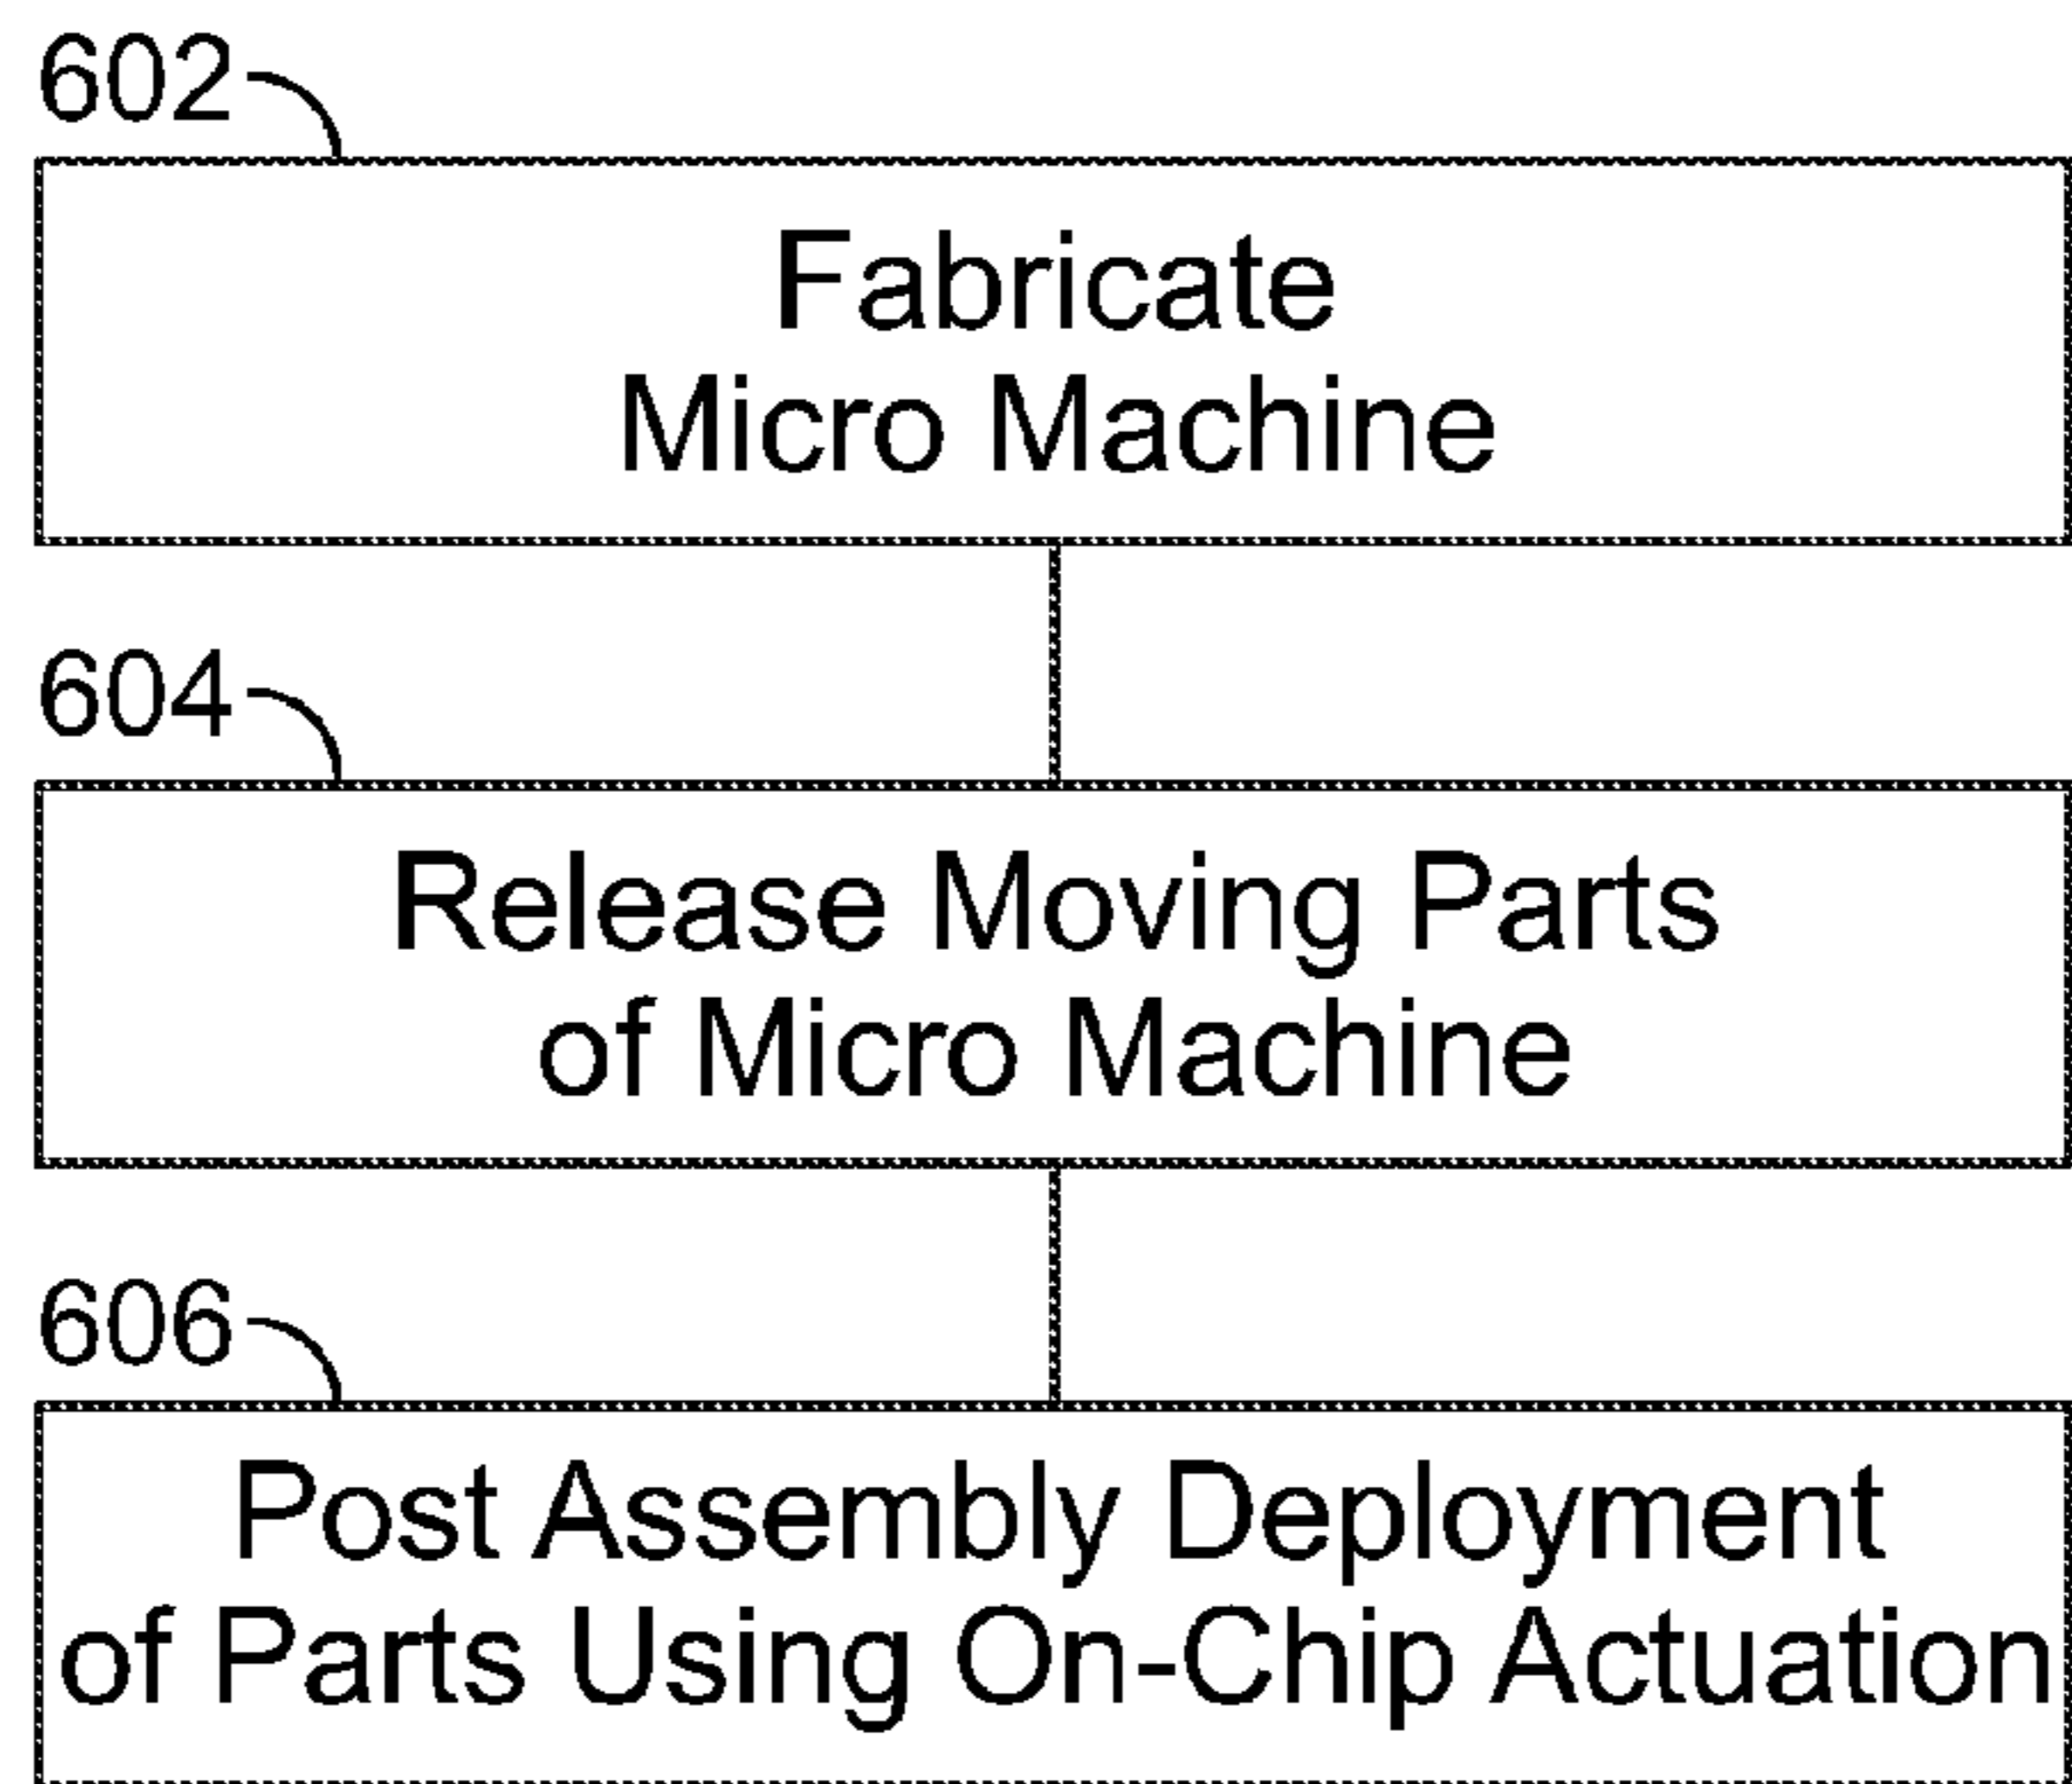 602
Fabricate
Micro Machine
604
Release Moving Parts
of Micro Machine
606
Post Assembly Deployment
of Parts Using On-Chip Actuation